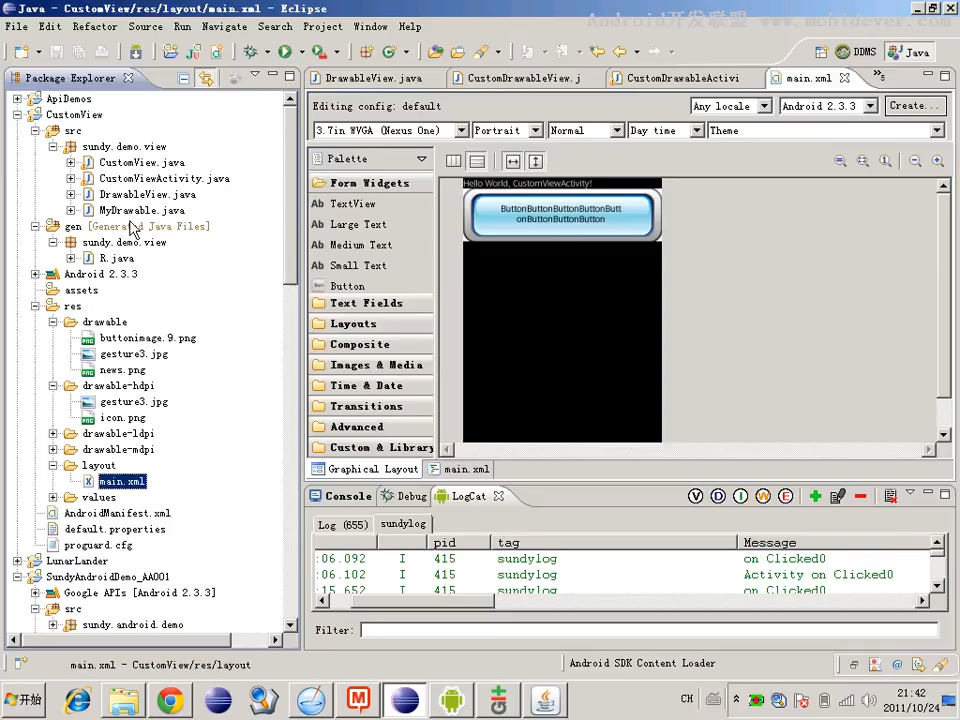 Java - CustomView/res/layout/main.xml - Eclipse
Android开发联盟 www.mobidever.com
File Edit Refactor Source Navigate Search Project Window Help
DDMS Java
Package Explorer
DrawableView.java CustomDrawableView.j CustomDrawableActivi main.xml 5
ApiDemos
CustomView
src
sundy.demo.view
CustomView.java
CustomViewActivity.java
DrawableView.java
MyDrawable.java
gen [Generated Java Files]
sundy.demo.view
R.java
Android 2.3.3
assets
res
drawable
buttonimage.9.png
gesture3.jpg
news.png
drawable-hdpi
gesture3.jpg
icon.png
drawable-ldpi
drawable-mdpi
layout
main.xml
values
AndroidManifest.xml
default.properties
proguard.cfg
LunarLander
SundyAndroidDemo_AA001
Google APIs [Android 2.3.3]
src
sundy.android.demo
Editing config: default Any locale Android 2.3.3 Create...
3.7in WVGA (Nexus One) Portrait Normal Day time Theme
Palette
Form Widgets
Ab TextView
Ab Large Text
Ab Medium Text
Ab Small Text
Button
Text Fields
Layouts
Composite
Images & Media
Time & Date
Transitions
Advanced
Custom & Library
Hello World, CustomViewActivity!
ButtonButtonButtonButtonButt
onButtonButtonButton
Graphical Layout main.xml
Console Debug LogCat
V D I W E
Log (655) sundylog
pid tag Message
:06.092 I 415 sundylog on Clicked0
:06.102 I 415 sundylog Activity on Clicked0
:15.652 I 415 sundylog
Filter:
main.xml - CustomView/res/layout Android SDK Content Loader
开始 CH 21:42
2011/10/24